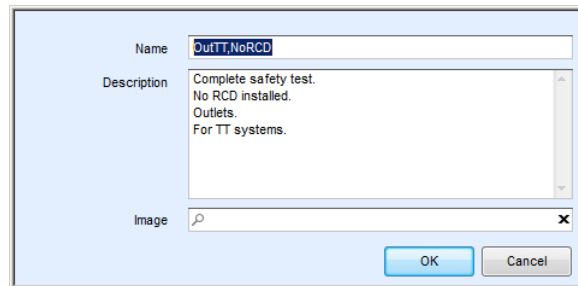 Name
OutTT,NoRCD
Description
Complete safety test.
No RCD installed.
Outlets.
For TT systems.
Image
OK
Cancel